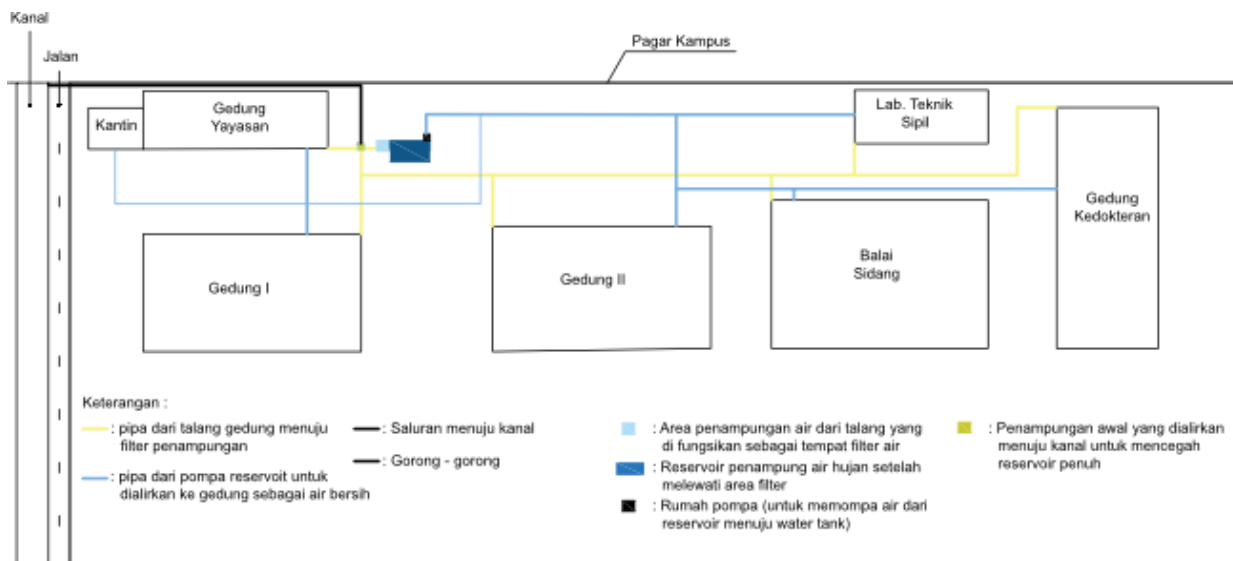 Kanal
Jalan
Pagar Kampus
Gedung
Yayasan
Kantin
Lab. Teknik
Sipil
Gedung
Kedokteran
Gedung I
Gedung II
Balai
Sidang
Keterangan :
: pipa dari talang gedung menuju
filter penampungan
: pipa dari pompa reservoit untuk
dialirkan ke gedung sebagai air bersih
: Saluran menuju kanal
: Gorong - gorong
: Area penampungan air dari talang yang
di fungsikan sebagai tempat filter air
: Reservoir penampung air hujan setelah
melewati area filter
: Rumah pompa (untuk memompa air dari
reservoir menuju water tank)
: Penampungan awal yang dialirkan
menuju kanal untuk mencegah
reservoir penuh